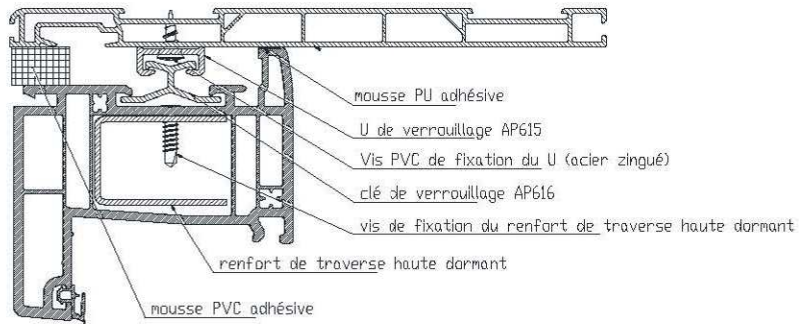 mousse PU adhésive
U de verrouillage AP615
Vis PVC de fixation du U (acier zingué)
clé de verrouillage AP616
vis de fixation du renfort de traverse haute dormant
renfort de traverse haute dormant
mousse PVC adhésive